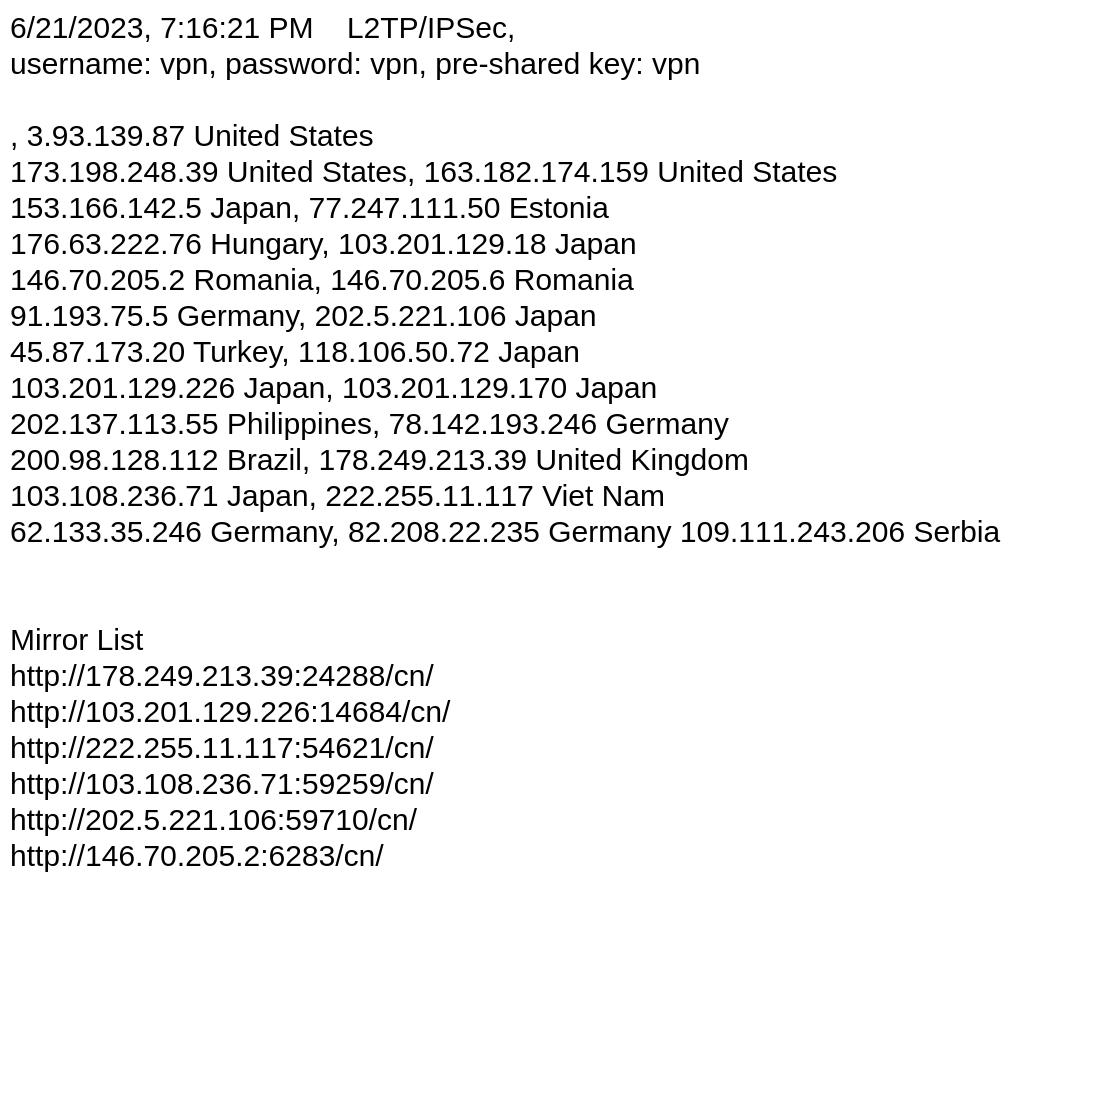 6/21/2023, 7:16:21 PM    L2TP/IPSec,
username: vpn, password: vpn, pre-shared key: vpn
, 3.93.139.87 United States
173.198.248.39 United States, 163.182.174.159 United States
153.166.142.5 Japan, 77.247.111.50 Estonia
176.63.222.76 Hungary, 103.201.129.18 Japan
146.70.205.2 Romania, 146.70.205.6 Romania
91.193.75.5 Germany, 202.5.221.106 Japan
45.87.173.20 Turkey, 118.106.50.72 Japan
103.201.129.226 Japan, 103.201.129.170 Japan
202.137.113.55 Philippines, 78.142.193.246 Germany
200.98.128.112 Brazil, 178.249.213.39 United Kingdom
103.108.236.71 Japan, 222.255.11.117 Viet Nam
62.133.35.246 Germany, 82.208.22.235 Germany 109.111.243.206 Serbia
Mirror List
http://178.249.213.39:24288/cn/
http://103.201.129.226:14684/cn/
http://222.255.11.117:54621/cn/
http://103.108.236.71:59259/cn/
http://202.5.221.106:59710/cn/
http://146.70.205.2:6283/cn/